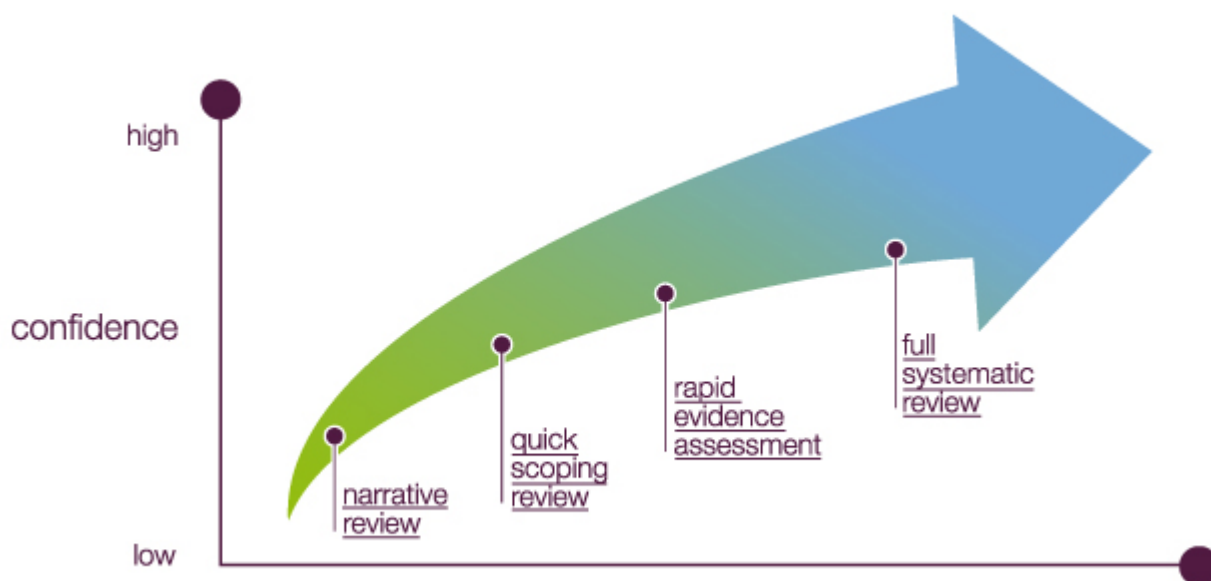 high
confidence
low
narrative
review
quick
scoping
review
rapid
evidence
assessment
full
systematic
review